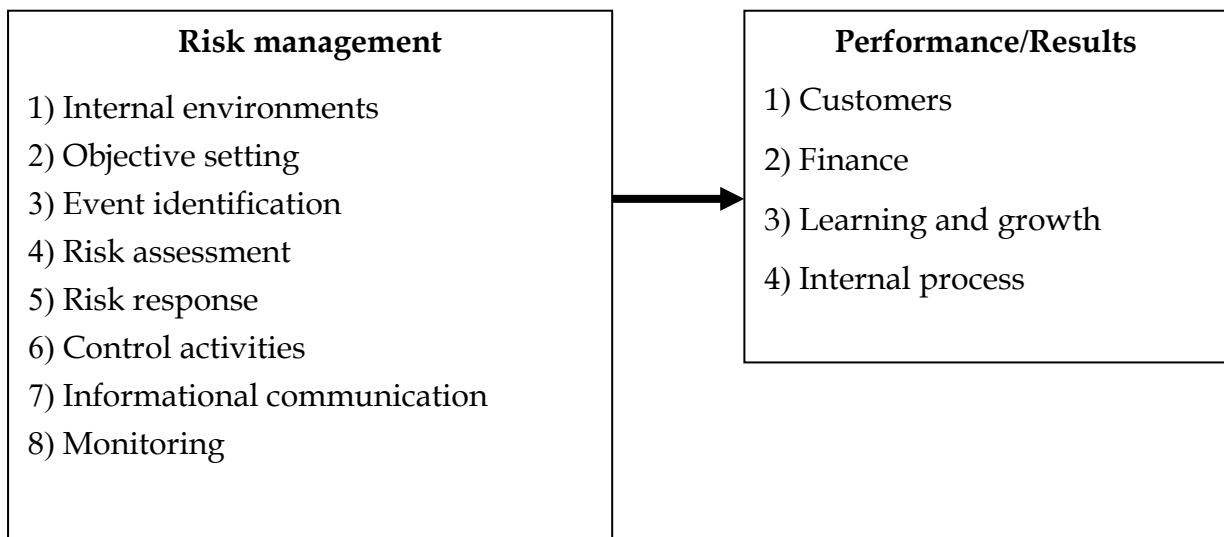 Risk management
1) Internal environments
2) Objective setting
3) Event identification
4) Risk assessment
5) Risk response
6) Control activities
7) Informational communication
8) Monitoring
Performance/Results
1) Customers
2) Finance
3) Learning and growth
4) Internal process